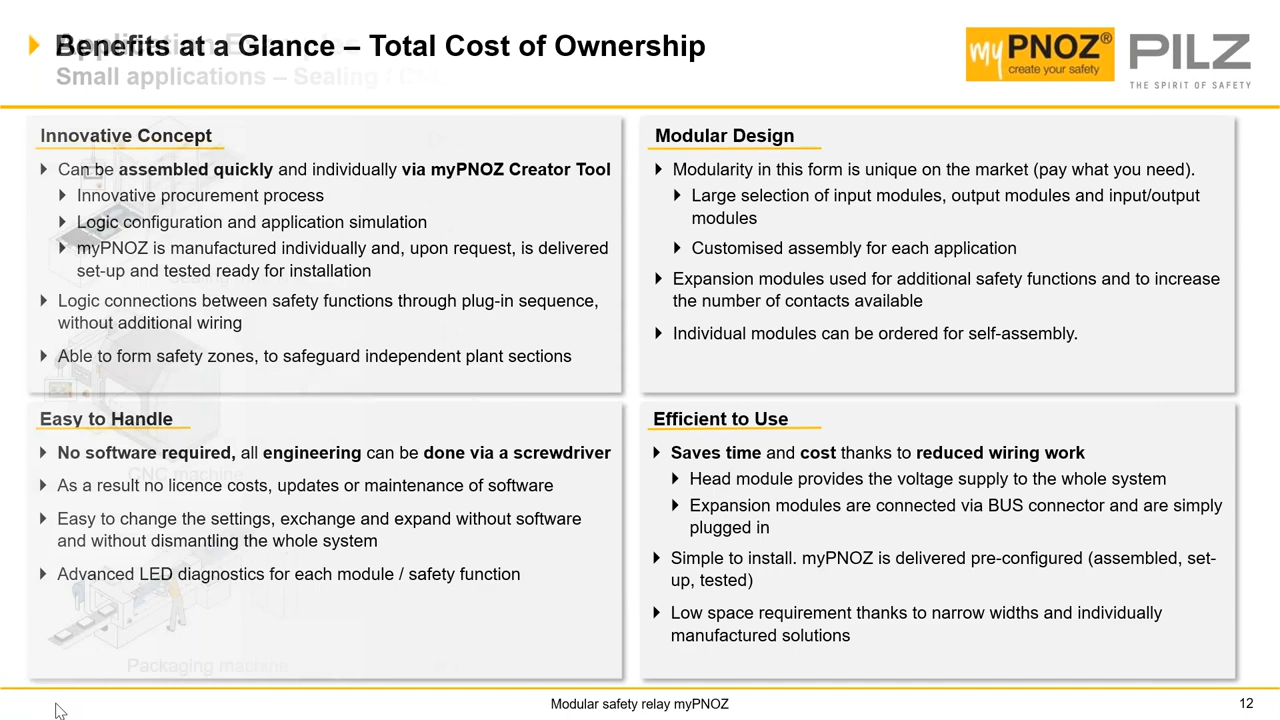 Benefits at a Glance – Total Cost of Ownership
Small applications – Sealing
my PNOZ®
create your safety
PILZ
THE SPIRIT OF SAFETY
Innovative Concept
Can be assembled quickly and individually via myPNOZ Creator Tool
Innovative procurement process
Logic configuration and application simulation
myPNOZ is manufactured individually and, upon request, is delivered
set-up and tested ready for installation
Logic connections between safety functions through plug-in sequence,
without additional wiring
Able to form safety zones, to safeguard independent plant sections
Modular Design
Modularity in this form is unique on the market (pay what you need).
Large selection of input modules, output modules and input/output
modules
Customised assembly for each application
Expansion modules used for additional safety functions and to increase
the number of contacts available
Individual modules can be ordered for self-assembly.
Easy to Handle
No software required, all engineering can be done via a screwdriver
CNC machine
As a result no licence costs, updates or maintenance of software
Easy to change the settings, exchange and expand without software
and without dismantling the whole system
Advanced LED diagnostics for each module / safety function
Packaging machine
Efficient to Use
Saves time and cost thanks to reduced wiring work
Head module provides the voltage supply to the whole system
Expansion modules are connected via BUS connector and are simply
plugged in
Simple to install. myPNOZ is delivered pre-configured (assembled, set-
up, tested)
Low space requirement thanks to narrow widths and individually
manufactured solutions
Modular safety relay myPNOZ
12